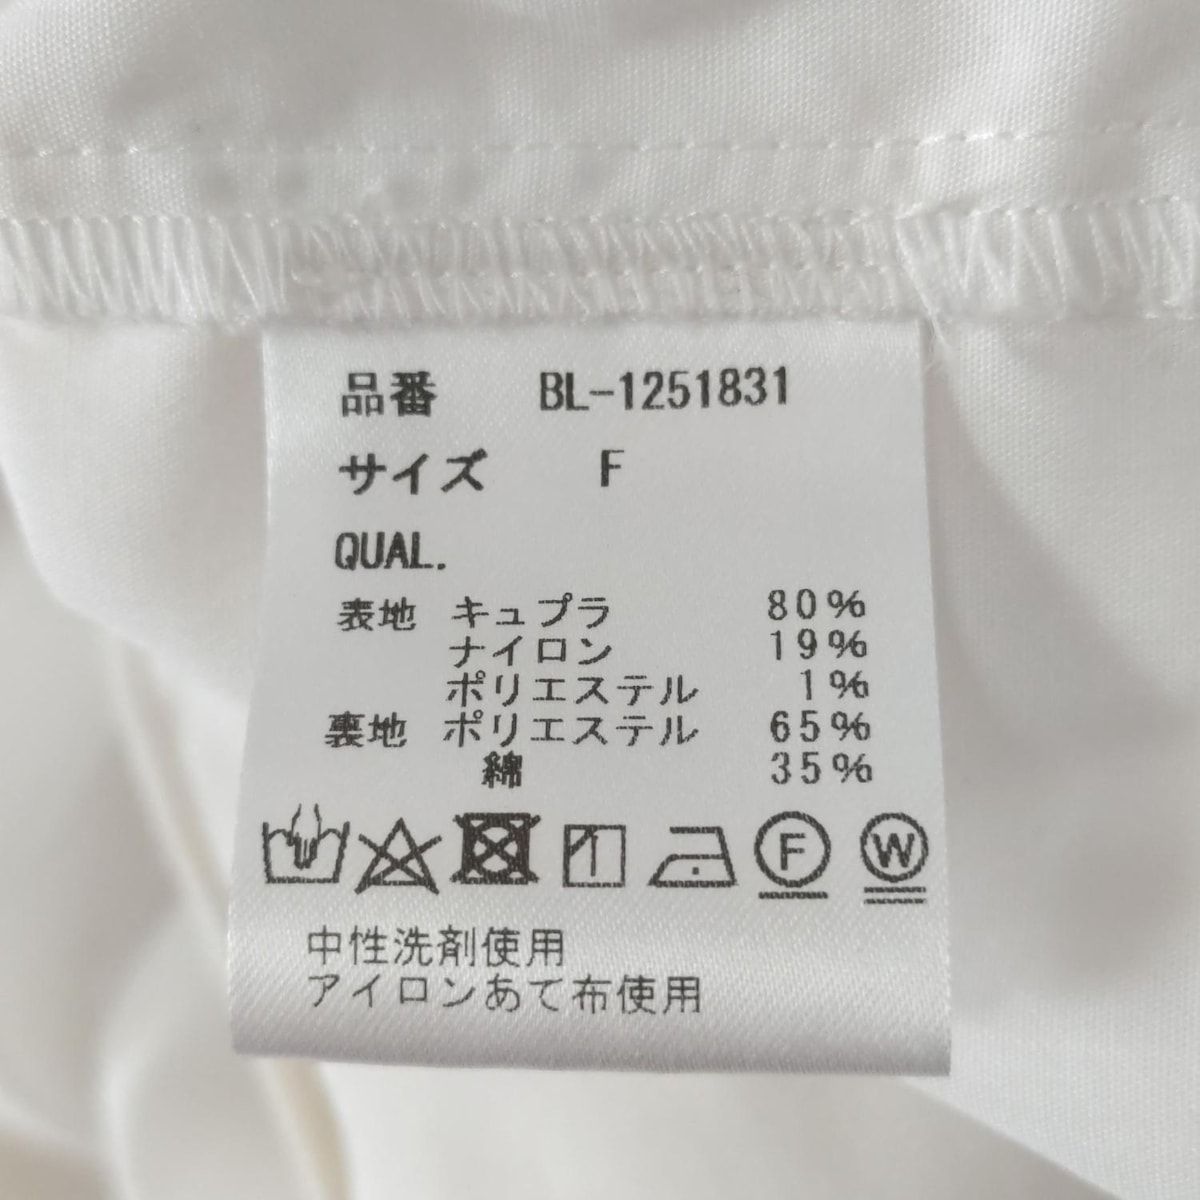 品番 BL-1251831
サイズ F
QUAL.
表地 キュプラ 80%
ナイロン 19%
ポリエステル 1%
裏地 ポリエステル 65%
綿 35%
F W
中性洗剤使用
アイロンあて布使用